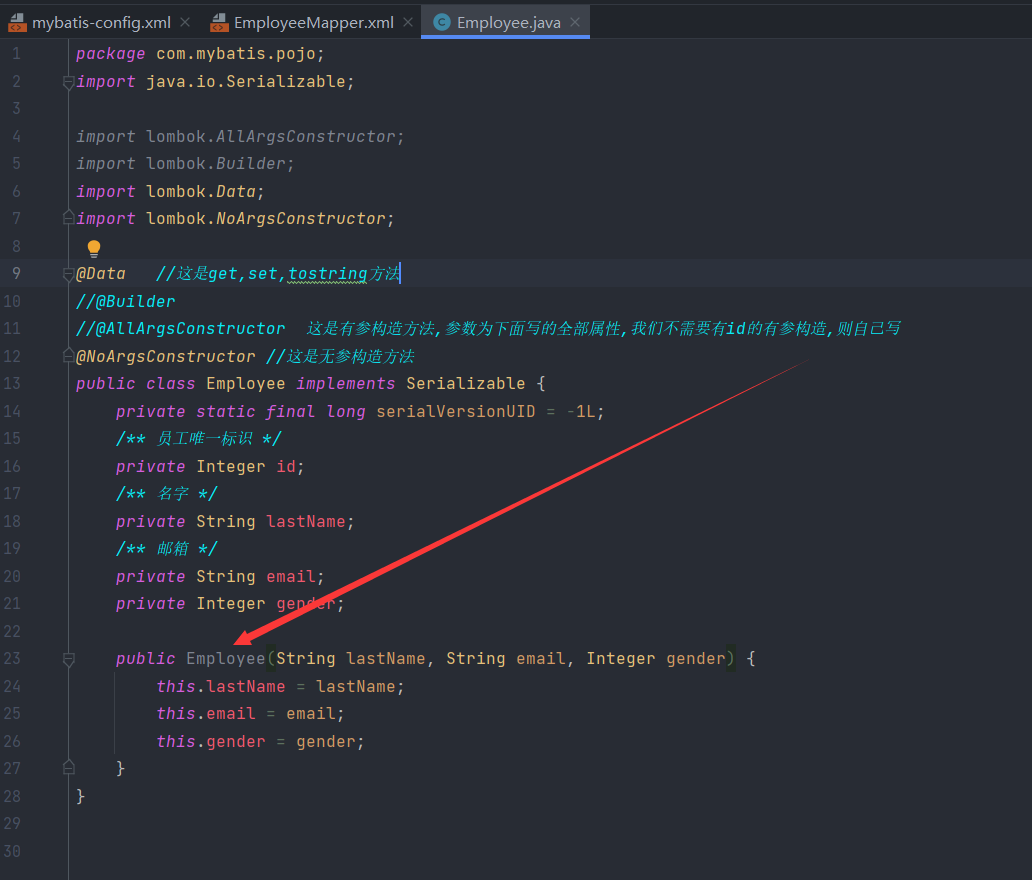 mybatis-config.xml EmployeeMapper.xml Employee.java
1 package com.mybatis.pojo;
2 import java.io.Serializable;
3
4 import lombok.AllArgsConstructor;
5 import lombok.Builder;
6 import lombok.Data;
7 import lombok.NoArgsConstructor;
8
9 @Data //这是get,set,tostring方法
10 //@Builder
11 //@AllArgsConstructor 这是有参构造方法,参数为下面写的全部属性,我们不需要有id的有参构造,则自己写
12 @NoArgsConstructor //这是无参构造方法
13 public class Employee implements Serializable {
14 private static final long serialVersionUID = -1L;
15 /** 员工唯一标识 */
16 private Integer id;
17 /** 名字 */
18 private String lastName;
19 /** 邮箱 */
20 private String email;
21 private Integer gender;
22
23 public Employee(String lastName, String email, Integer gender) {
24 this.lastName = lastName;
25 this.email = email;
26 this.gender = gender;
27 }
28 }
29
30